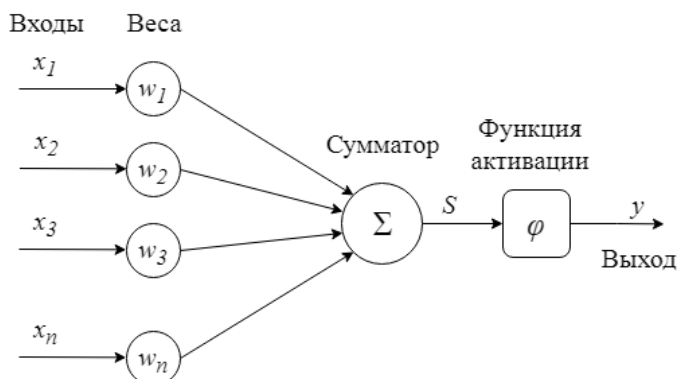 Входы
Веса
x1
w1
x2
w2
x3
w3
xn
wn
Сумматор
Σ
S
Функция
активации
φ
y
Выход